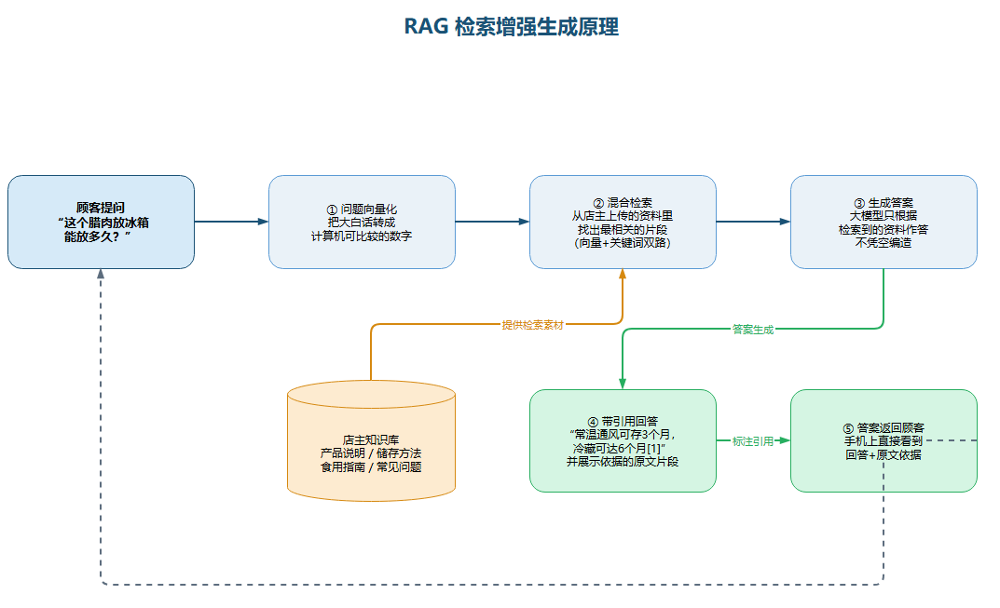 RAG 检索增强生成原理
顾客提问
“这个腊肉放冰箱
能放多久？”
① 问题向量化
把大白话转成
计算机可比较的数字
② 混合检索
从店主上传的资料里
找出最相关的片段
（向量+关键词双路）
③ 生成答案
大模型只根据
检索到的资料作答
不凭空编造
提供检索素材
答案生成
店主知识库
产品说明 / 储存方法
食用指南 / 常见问题
④ 带引用回答
“常温通风可存3个月，
冷藏可达6个月[1]”
并展示依据的原文片段
标注引用
⑤ 答案返回顾客
手机上直接看到
回答+原文依据